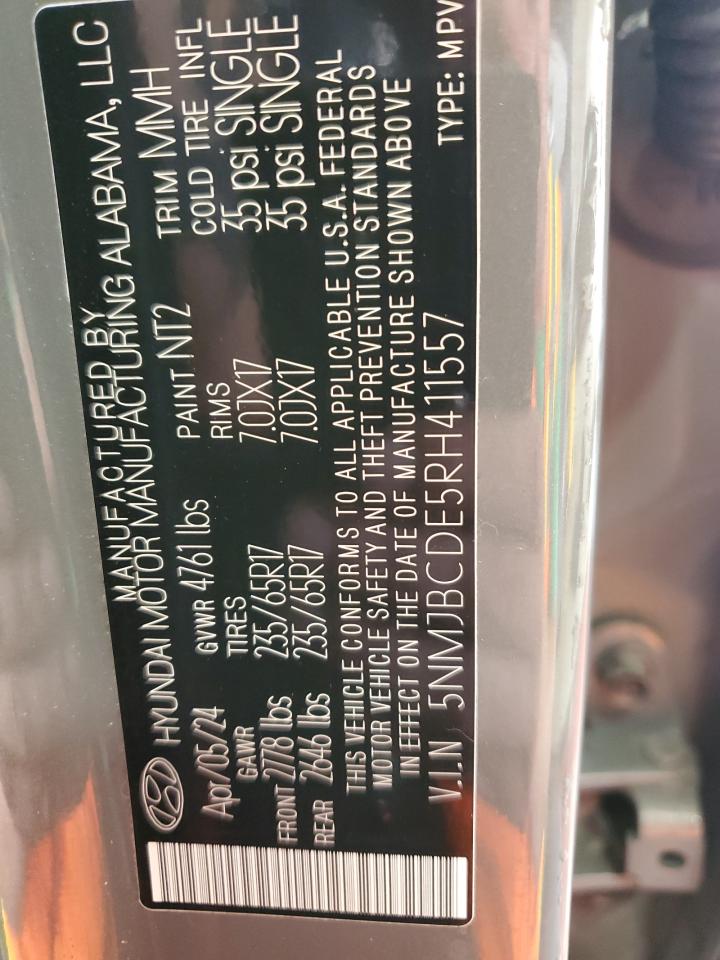 MANUFACTURED BY
HYUNDAI MOTOR MANUFACTURING ALABAMA, LLC
Apr/05/24 GVWR 4761 lbs PAINT NT2 TRIM MMH
GAWR TIRES RIMS COLD TIRE INFL
FRONT 2778 lbs 235/65R17 7.0JX17 35 psi SINGLE
REAR 2646 lbs 235/65R17 7.0JX17 35 psi SINGLE
THIS VEHICLE CONFORMS TO ALL APPLICABLE U.S.A. FEDERAL
MOTOR VEHICLE SAFETY AND THEFT PREVENTION STANDARDS
IN EFFECT ON THE DATE OF MANUFACTURE SHOWN ABOVE
V.I.N 5NMJBCDE5RH411557 TYPE: MPV